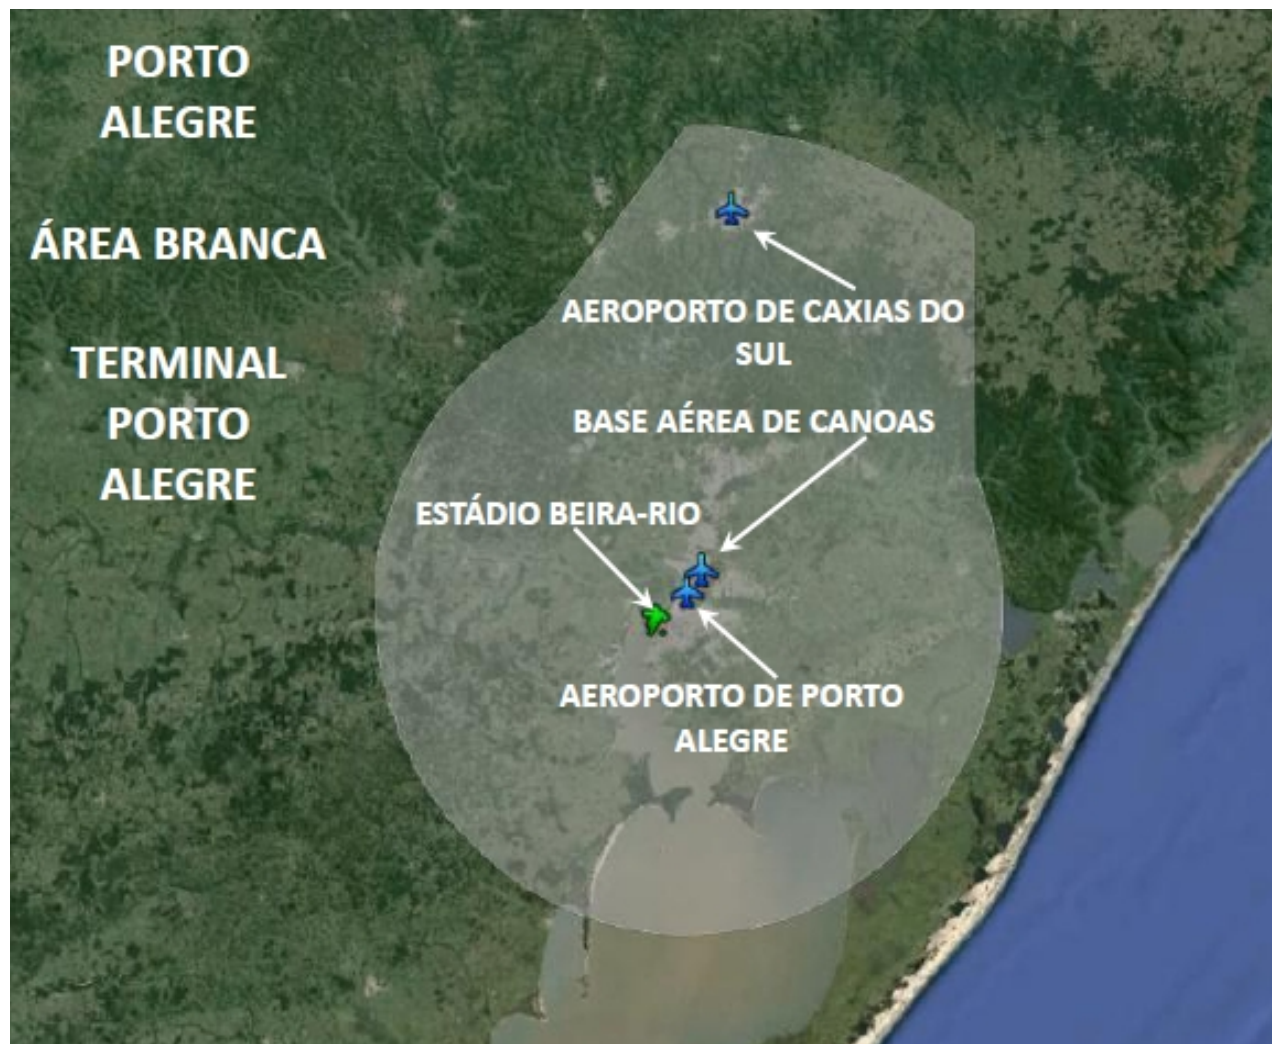 PORTO
ALEGRE
ÁREA BRANCA
TERMINAL
PORTO
ALEGRE
AEROPORTO DE CAXIAS DO
SUL
BASE AÉREA DE CANOAS
ESTÁDIO BEIRA-RIO
AEROPORTO DE PORTO
ALEGRE